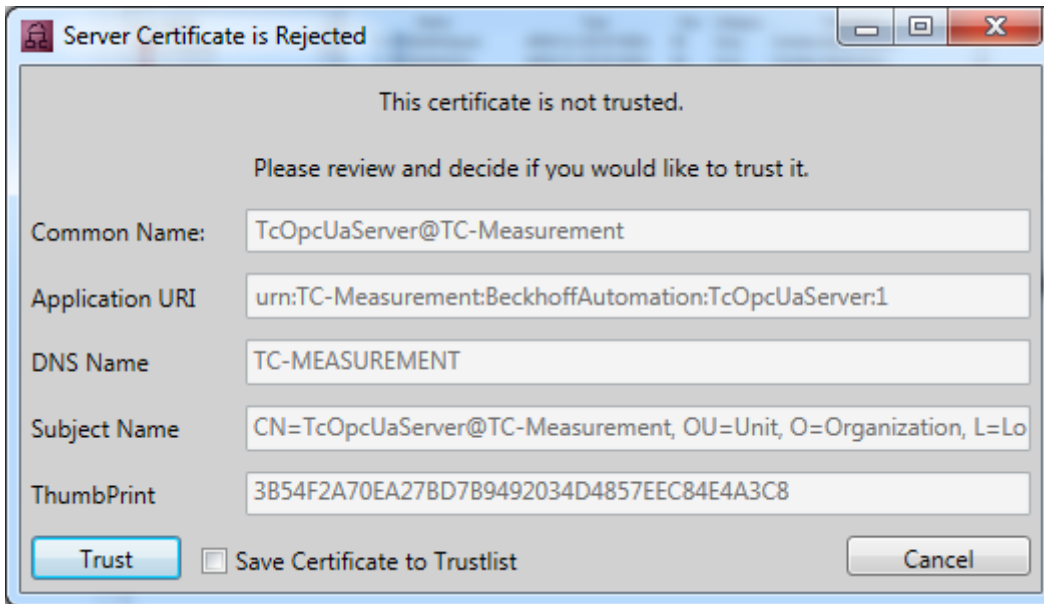 Server Certificate is Rejected
This certificate is not trusted.
Please review and decide if you would like to trust it.
Common Name: TcOpcUaServer@TC-Measurement
Application URI urn:TC-Measurement:BeckhoffAutomation:TcOpcUaServer:1
DNS Name TC-MEASUREMENT
Subject Name CN=TcOpcUaServer@TC-Measurement, OU=Unit, O=Organization, L=Lo
ThumbPrint 3B54F2A70EA27BD7B9492034D4857EEC84E4A3C8
Trust Save Certificate to Trustlist Cancel